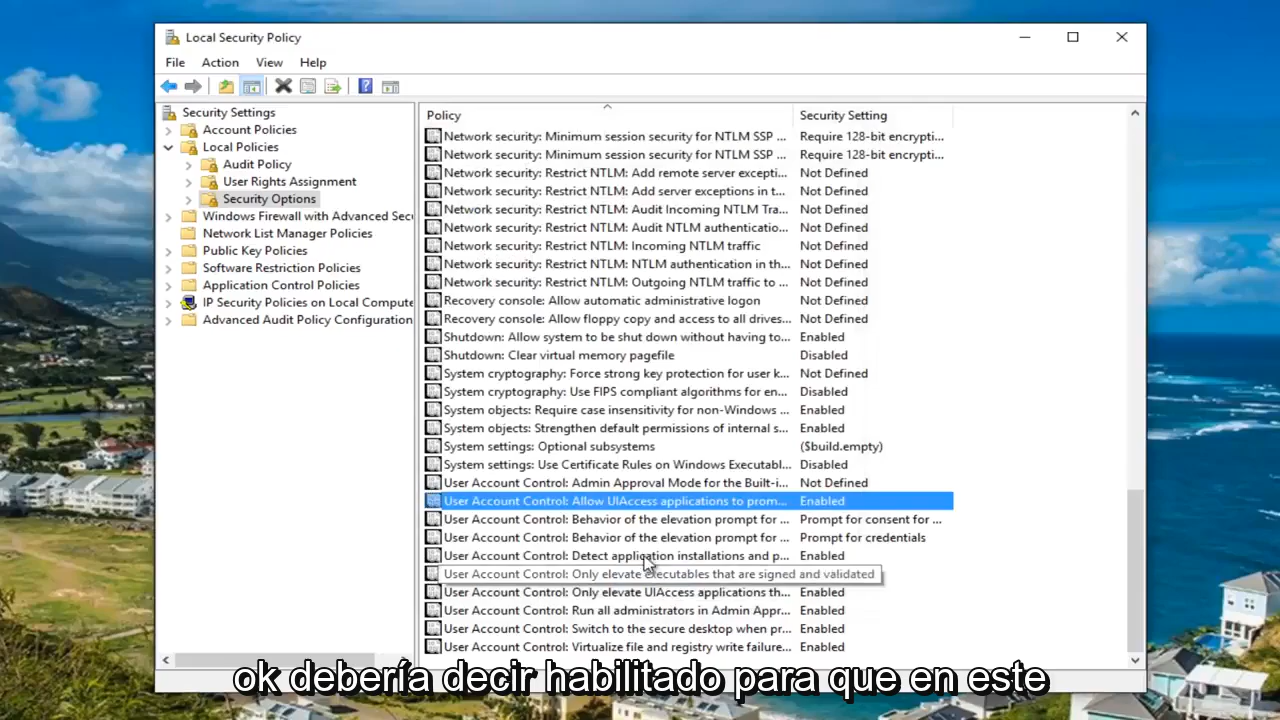 Local Security Policy
File Action View Help
Security Settings
Account Policies
Local Policies
Audit Policy
User Rights Assignment
Security Options
Windows Firewall with Advanced Secu
Network List Manager Policies
Public Key Policies
Software Restriction Policies
Application Control Policies
IP Security Policies on Local Compute
Advanced Audit Policy Configuration
Policy Security Setting
Network security: Minimum session security for NTLM SSP ... Require 128-bit encrypti...
Network security: Minimum session security for NTLM SSP ... Require 128-bit encrypti...
Network security: Restrict NTLM: Add remote server excepti... Not Defined
Network security: Restrict NTLM: Add server exceptions in t... Not Defined
Network security: Restrict NTLM: Audit Incoming NTLM Tra... Not Defined
Network security: Restrict NTLM: Audit NTLM authenticatio... Not Defined
Network security: Restrict NTLM: Incoming NTLM traffic Not Defined
Network security: Restrict NTLM: NTLM authentication in th... Not Defined
Network security: Restrict NTLM: Outgoing NTLM traffic to ... Not Defined
Recovery console: Allow automatic administrative logon Not Defined
Recovery console: Allow floppy copy and access to all drives... Not Defined
Shutdown: Allow system to be shut down without having to... Enabled
Shutdown: Clear virtual memory pagefile Disabled
System cryptography: Force strong key protection for user k... Not Defined
System cryptography: Use FIPS compliant algorithms for en... Disabled
System objects: Require case insensitivity for non-Windows ... Enabled
System objects: Strengthen default permissions of internal s... Enabled
System settings: Optional subsystems ($build.empty)
System settings: Use Certificate Rules on Windows Executabl... Disabled
User Account Control: Admin Approval Mode for the Built-i... Not Defined
User Account Control: Allow UIAccess applications to prom... Enabled
User Account Control: Behavior of the elevation prompt for ... Prompt for consent for ...
User Account Control: Behavior of the elevation prompt for ... Prompt for credentials
User Account Control: Detect application installations and p... Enabled
User Account Control: Only elevate executables that are signed and validated
User Account Control: Only elevate UIAccess applications th... Enabled
User Account Control: Run all administrators in Admin Appr... Enabled
User Account Control: Switch to the secure desktop when pr... Enabled
User Account Control: Virtualize file and registry write failure... Enabled
ok debería decir habilitado para que en este